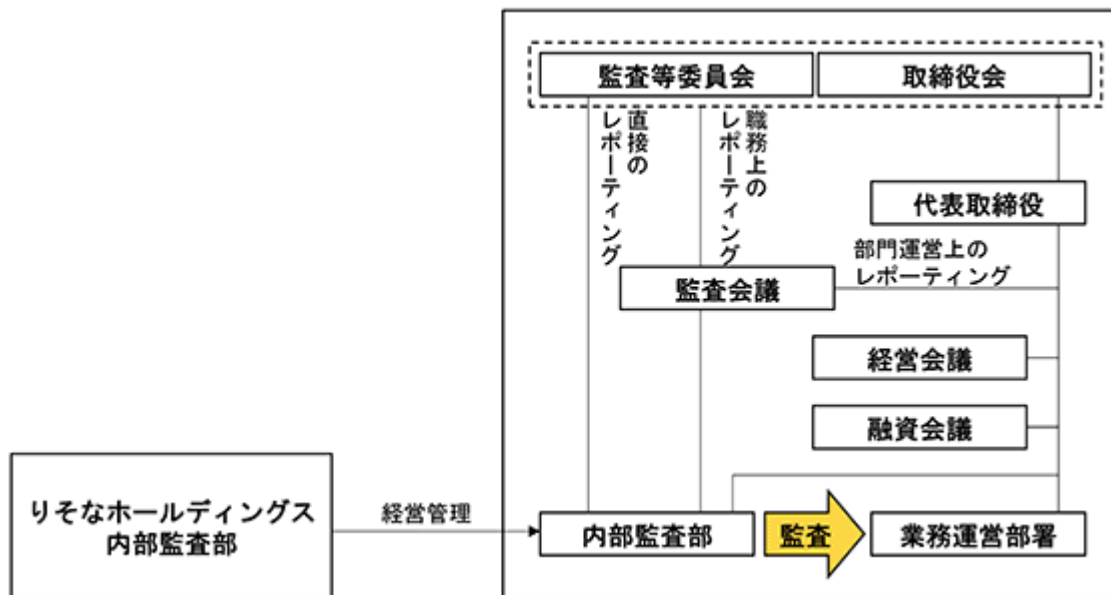 監査等委員会
取締役会
直接の
レポーティング
職務上の
レポーティング
代表取締役
部門運営上の
レポーティング
監査会議
経営会議
融資会議
りそなホールディングス
内部監査部
経営管理
内部監査部
監査
業務運営部署